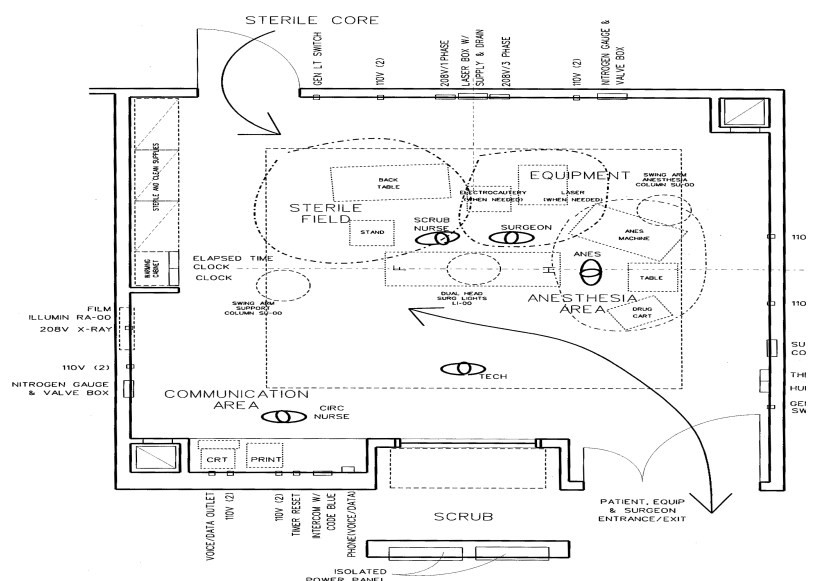 STERILE CORE
GEN LT SWITCH
110V (2)
208V/1 PHASE
LASER BOX W/
SUPPLY & DRAIN
208V/3 PHASE
110V (2)
NITROGEN GAUGE &
VALVE BOX
STERILE AND CLEAN SUPPLIES
WARMING
CABINET
BACK
TABLE
STERILE
FIELD
STAND
SCRUB
NURSE
EQUIPMENT
ELECTROCAUTERY
(WHEN NEEDED)
LASER
(WHEN NEEDED)
SURGEON
SWING ARM
ANESTHESIA
COLUMN SU-00
ANES
MACHINE
ANES
TABLE
ANESTHESIA
AREA
DRUG
CART
ELAPSED TIME
CLOCK
CLOCK
SWING ARM
SUPPORT
COLUMN SU-00
F
H
DUAL HEAD
SURG LIGHTS
LI-00
FILM
ILLUMIN RA-00
208V X-RAY
110V (2)
NITROGEN GAUGE
& VALVE BOX
110
110
SU
CO
TH
HU
GE
SW
TECH
COMMUNICATION
AREA
CIRC
NURSE
CRT
PRINT
VOICE/DATA OUTLET
110V (2)
110V (2)
TIMER RESET
INTERCOM W/
CODE BLUE
PHONE(VOICE/DATA)
SCRUB
PATIENT, EQUIP
& SURGEON
ENTRANCE/EXIT
ISOLATED
POWER PANEL